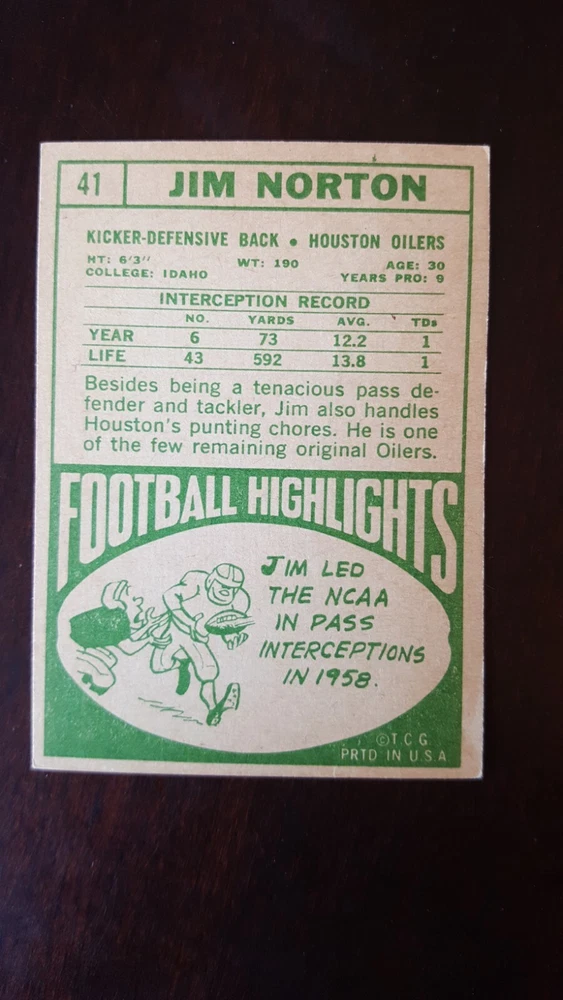 41 JIM NORTON
KICKER-DEFENSIVE BACK • HOUSTON OILERS
HT: 6'3" WT: 190 AGE: 30
COLLEGE: IDAHO YEARS PRO: 9
INTERCEPTION RECORD
NO. YARDS AVG. TDs
YEAR 6 73 12.2 1
LIFE 43 592 13.8 1
Besides being a tenacious pass de-
fender and tackler, Jim also handles
Houston's punting chores. He is one
of the few remaining original Oilers.
FOOTBALL HIGHLIGHTS
JIM LED
THE NCAA
IN PASS
INTERCEPTIONS
IN 1958.
© T.C.G.
PRTD IN U.S.A.